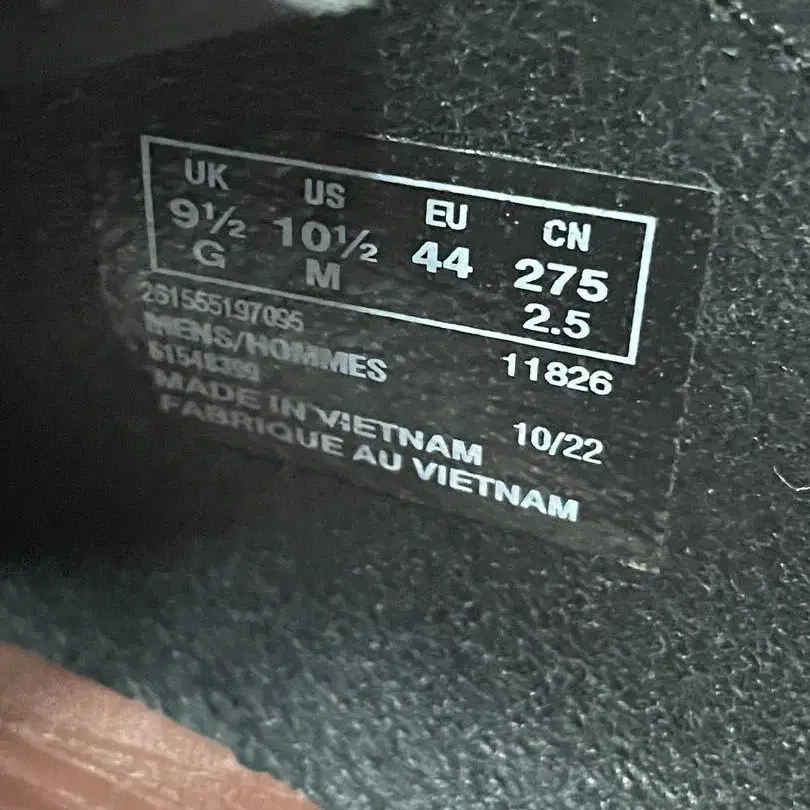 UK US EU CN
9½ 10½ 44 275
G M 2.5
261555197095 11826
MENS/HOMMES
MADE IN VIETNAM 10/22
FABRIQUE AU VIETNAM